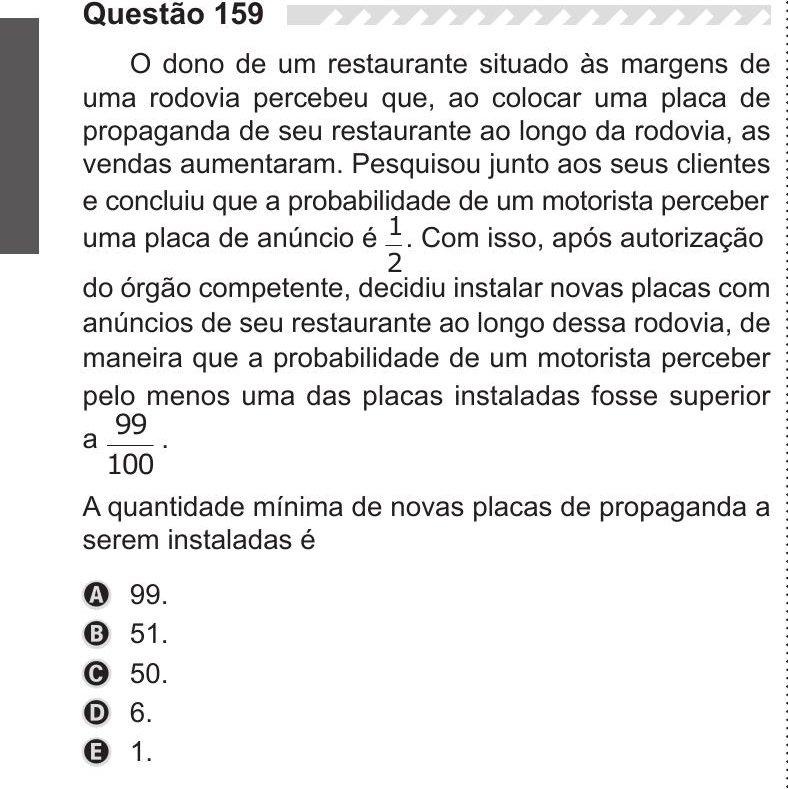 Questão 159
O dono de um restaurante situado às margens de
uma rodovia percebeu que, ao colocar uma placa de
propaganda de seu restaurante ao longo da rodovia, as
vendas aumentaram. Pesquisou junto aos seus clientes
e concluiu que a probabilidade de um motorista perceber
uma placa de anúncio é 1/2. Com isso, após autorização
do órgão competente, decidiu instalar novas placas com
anúncios de seu restaurante ao longo dessa rodovia, de
maneira que a probabilidade de um motorista perceber
pelo menos uma das placas instaladas fosse superior
a 99/100.
A quantidade mínima de novas placas de propaganda a
serem instaladas é
A 99.
B 51.
C 50.
D 6.
E 1.